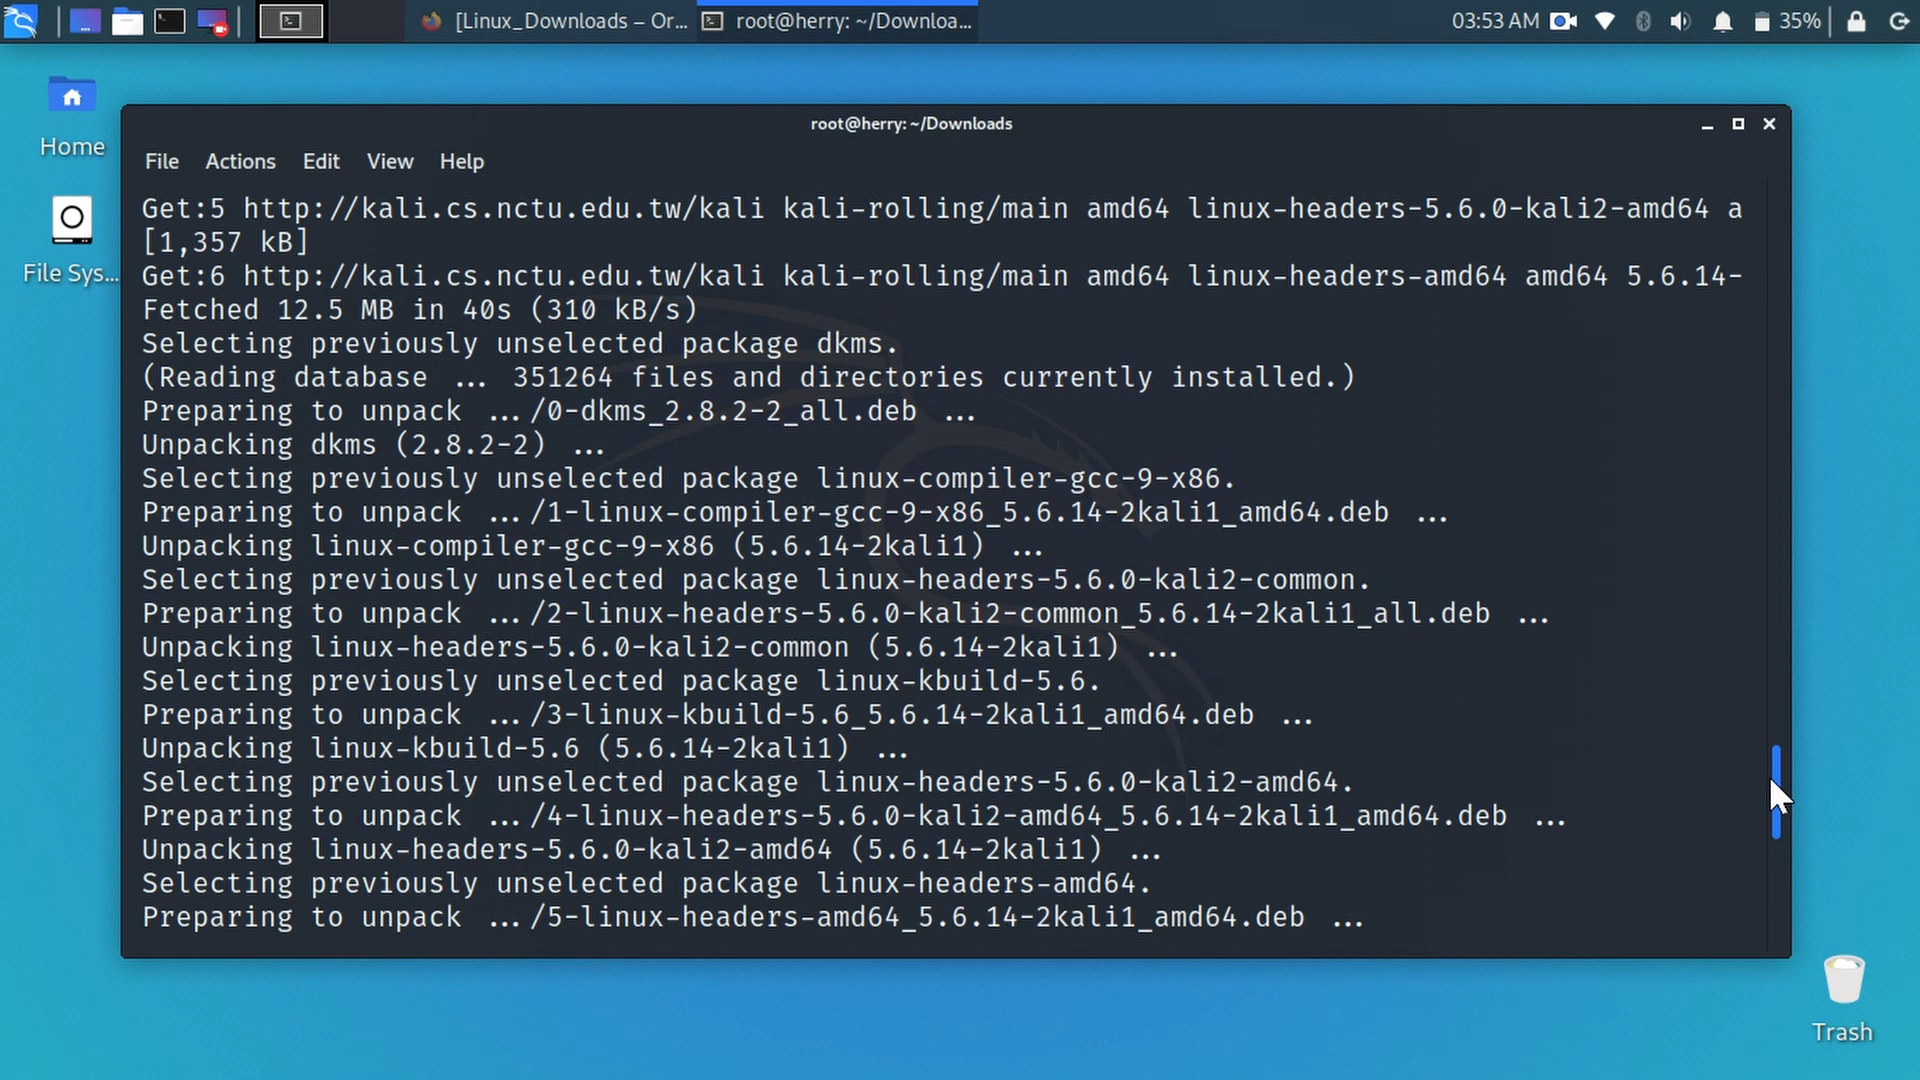 [Linux_Downloads – Or...
root@herry: ~/Downloa...
03:53 AM
35%
Home
File Sys...
root@herry: ~/Downloads
File Actions Edit View Help
Get:5 http://kali.cs.nctu.edu.tw/kali kali-rolling/main amd64 linux-headers-5.6.0-kali2-amd64 a
[1,357 kB]
Get:6 http://kali.cs.nctu.edu.tw/kali kali-rolling/main amd64 linux-headers-amd64 amd64 5.6.14-
Fetched 12.5 MB in 40s (310 kB/s)
Selecting previously unselected package dkms.
(Reading database ... 351264 files and directories currently installed.)
Preparing to unpack .../0-dkms_2.8.2-2_all.deb ...
Unpacking dkms (2.8.2-2) ...
Selecting previously unselected package linux-compiler-gcc-9-x86.
Preparing to unpack .../1-linux-compiler-gcc-9-x86_5.6.14-2kali1_amd64.deb ...
Unpacking linux-compiler-gcc-9-x86 (5.6.14-2kali1) ...
Selecting previously unselected package linux-headers-5.6.0-kali2-common.
Preparing to unpack .../2-linux-headers-5.6.0-kali2-common_5.6.14-2kali1_all.deb ...
Unpacking linux-headers-5.6.0-kali2-common (5.6.14-2kali1) ...
Selecting previously unselected package linux-kbuild-5.6.
Preparing to unpack .../3-linux-kbuild-5.6_5.6.14-2kali1_amd64.deb ...
Unpacking linux-kbuild-5.6 (5.6.14-2kali1) ...
Selecting previously unselected package linux-headers-5.6.0-kali2-amd64.
Preparing to unpack .../4-linux-headers-5.6.0-kali2-amd64_5.6.14-2kali1_amd64.deb ...
Unpacking linux-headers-5.6.0-kali2-amd64 (5.6.14-2kali1) ...
Selecting previously unselected package linux-headers-amd64.
Preparing to unpack .../5-linux-headers-amd64_5.6.14-2kali1_amd64.deb ...
Trash